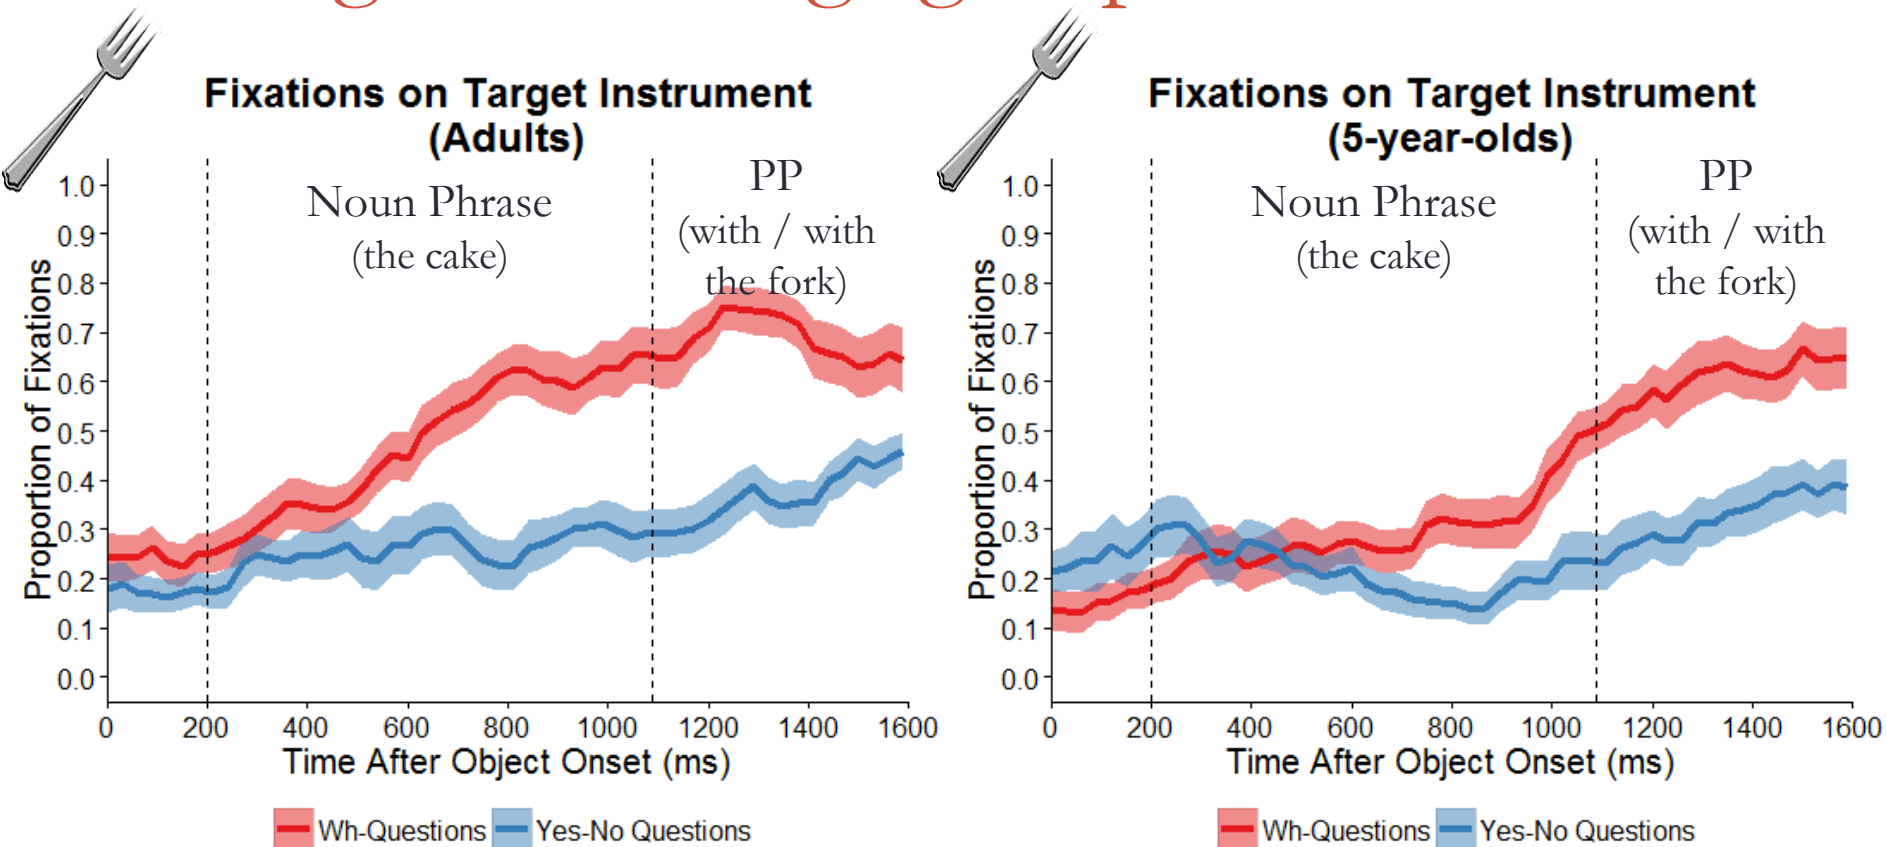 Fixations on Target Instrument
(Adults)
Noun Phrase
(the cake)
PP
(with / with
the fork)
Proportion of Fixations
1.0
0.9
0.8
0.7
0.6
0.5
0.4
0.3
0.2
0.1
0.0
0 200 400 600 800 1000 1200 1400 1600
Time After Object Onset (ms)
Wh-Questions Yes-No Questions
Fixations on Target Instrument
(5-year-olds)
Noun Phrase
(the cake)
PP
(with / with
the fork)
Proportion of Fixations
1.0
0.9
0.8
0.7
0.6
0.5
0.4
0.3
0.2
0.1
0.0
0 200 400 600 800 1000 1200 1400 1600
Time After Object Onset (ms)
Wh-Questions Yes-No Questions